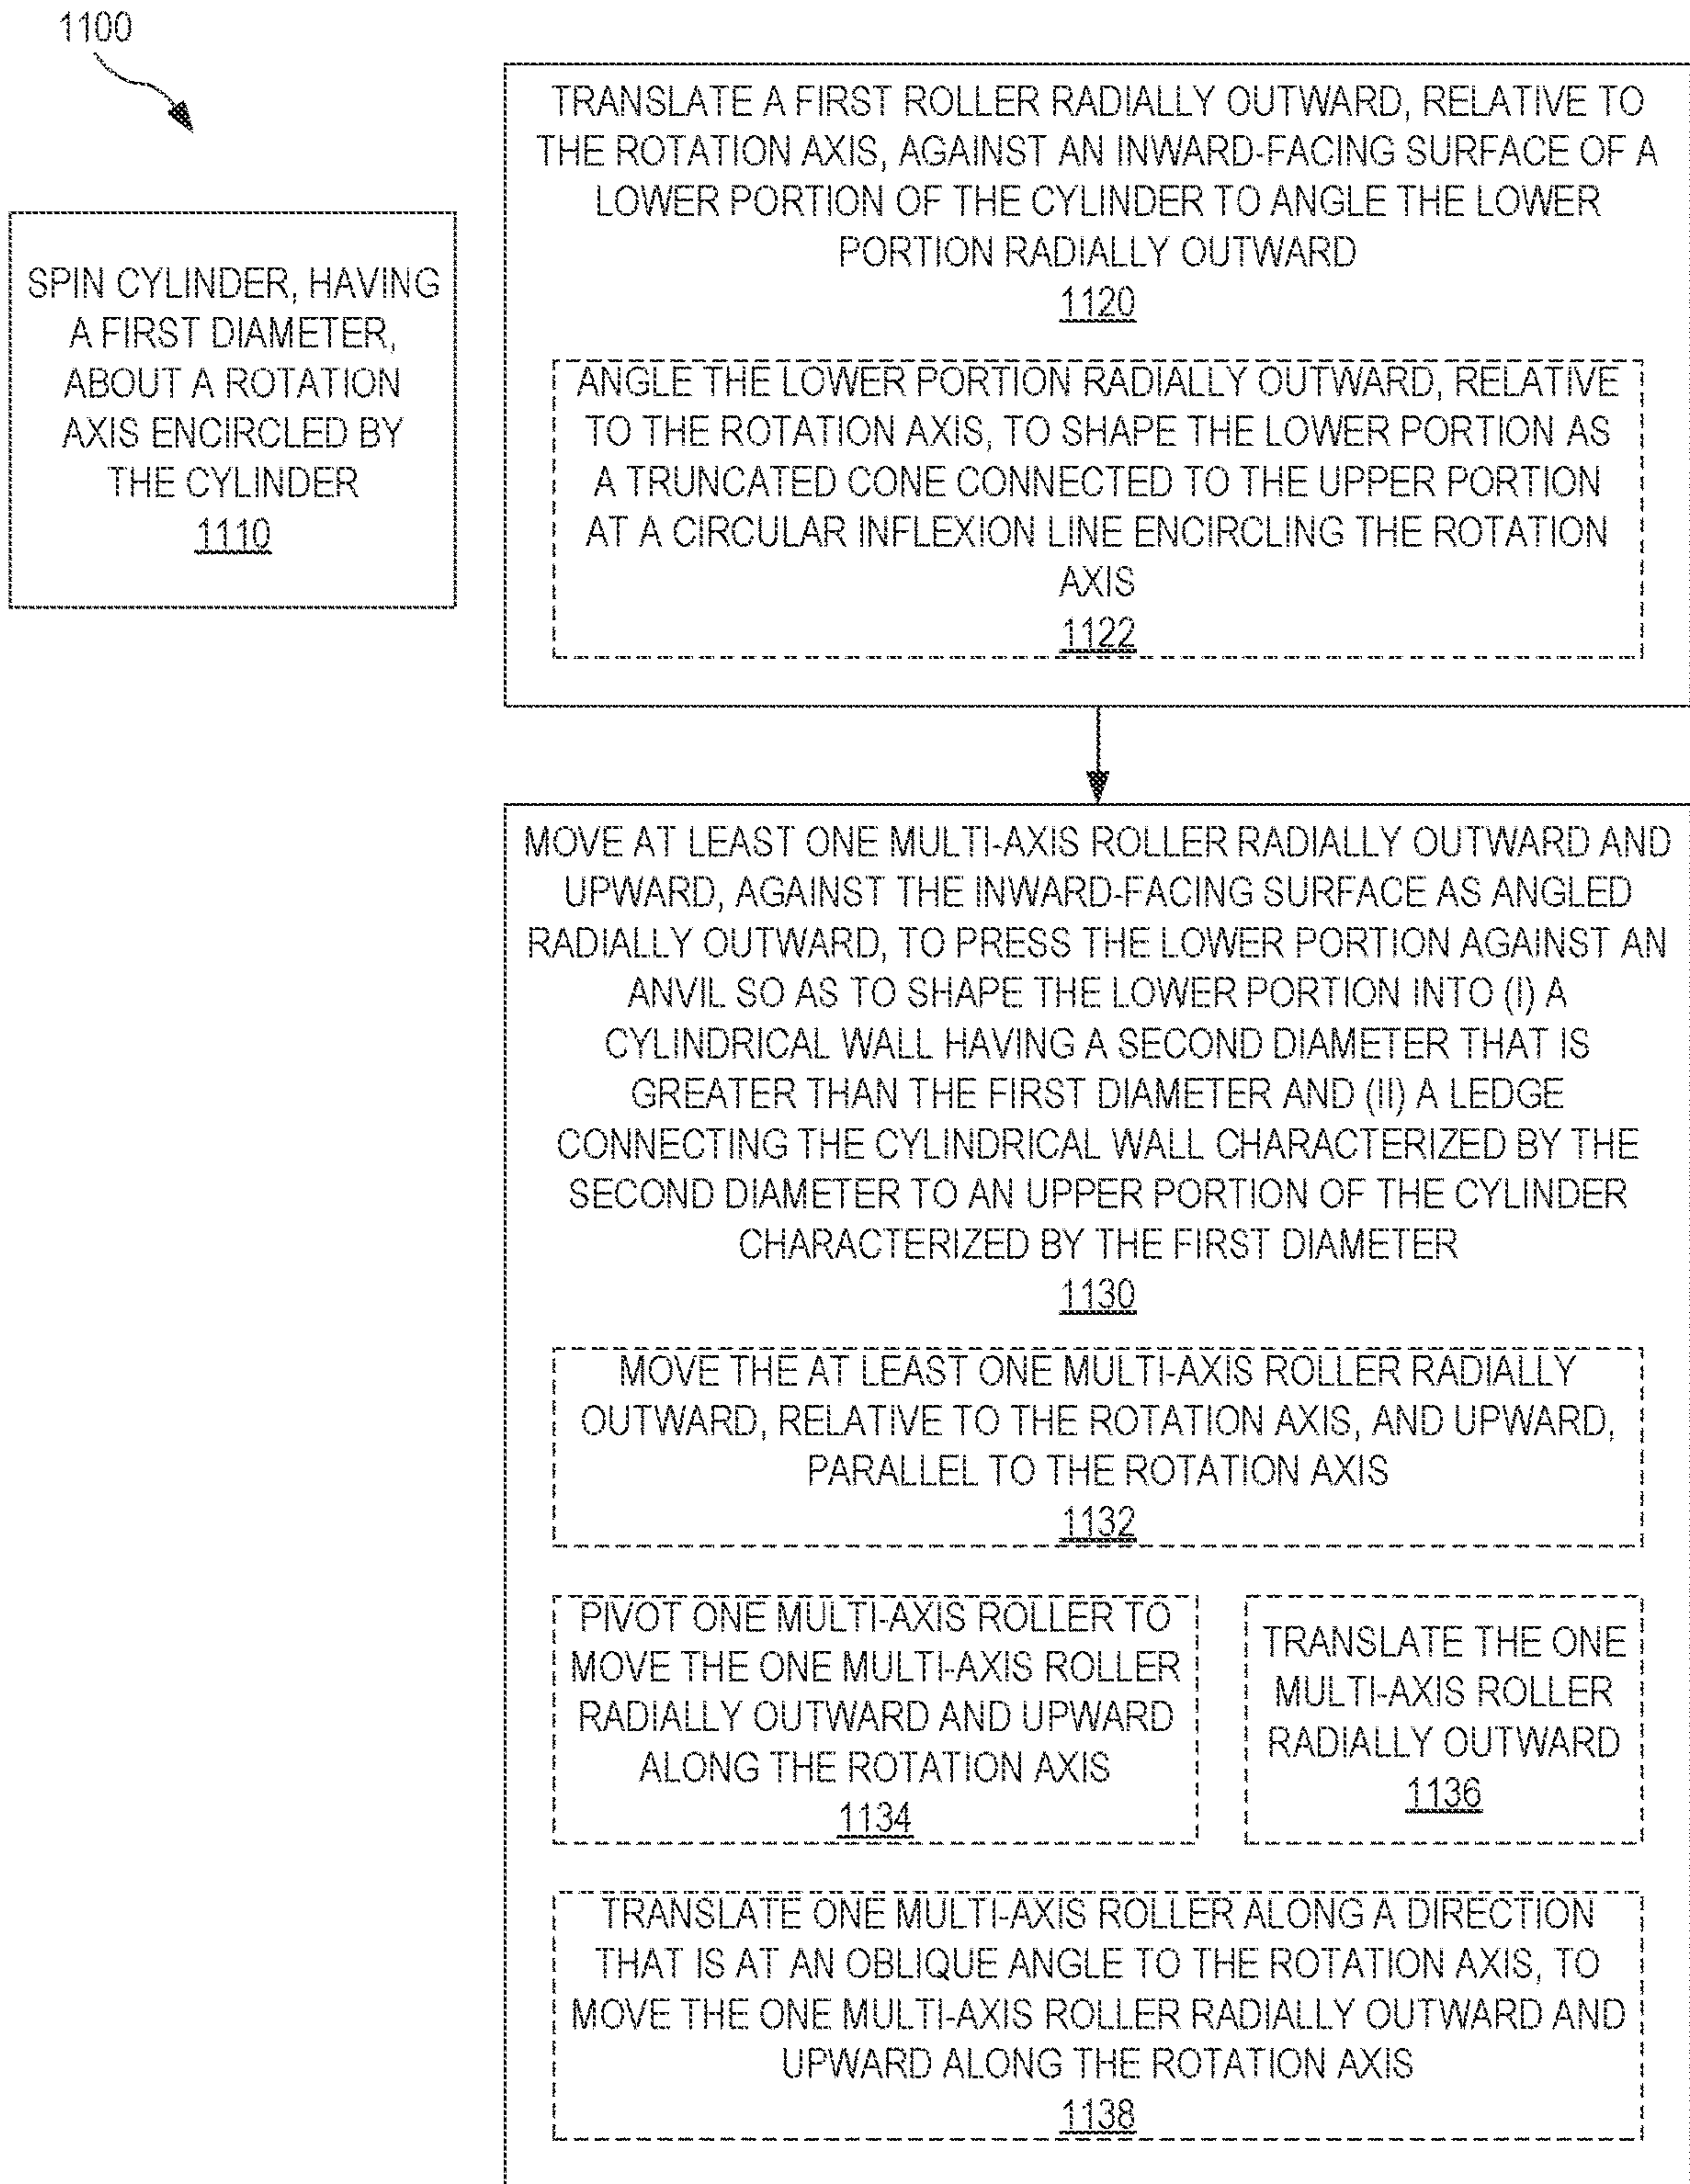 1100
SPIN CYLINDER, HAVING
A FIRST DIAMETER,
ABOUT A ROTATION
AXIS ENCIRCLED BY
THE CYLINDER
1110
TRANSLATE A FIRST ROLLER RADIALLY OUTWARD, RELATIVE TO
THE ROTATION AXIS, AGAINST AN INWARD-FACING SURFACE OF A
LOWER PORTION OF THE CYLINDER TO ANGLE THE LOWER
PORTION RADIALLY OUTWARD
1120
ANGLE THE LOWER PORTION RADIALLY OUTWARD, RELATIVE
TO THE ROTATION AXIS, TO SHAPE THE LOWER PORTION AS
A TRUNCATED CONE CONNECTED TO THE UPPER PORTION
AT A CIRCULAR INFLEXION LINE ENCIRCLING THE ROTATION
AXIS
1122
MOVE AT LEAST ONE MULTI-AXIS ROLLER RADIALLY OUTWARD AND
UPWARD, AGAINST THE INWARD-FACING SURFACE AS ANGLED
RADIALLY OUTWARD, TO PRESS THE LOWER PORTION AGAINST AN
ANVIL SO AS TO SHAPE THE LOWER PORTION INTO (I) A
CYLINDRICAL WALL HAVING A SECOND DIAMETER THAT IS
GREATER THAN THE FIRST DIAMETER AND (II) A LEDGE
CONNECTING THE CYLINDRICAL WALL CHARACTERIZED BY THE
SECOND DIAMETER TO AN UPPER PORTION OF THE CYLINDER
CHARACTERIZED BY THE FIRST DIAMETER
1130
MOVE THE AT LEAST ONE MULTI-AXIS ROLLER RADIALLY
OUTWARD, RELATIVE TO THE ROTATION AXIS, AND UPWARD,
PARALLEL TO THE ROTATION AXIS
1132
PIVOT ONE MULTI-AXIS ROLLER TO
MOVE THE ONE MULTI-AXIS ROLLER
RADIALLY OUTWARD AND UPWARD
ALONG THE ROTATION AXIS
1134
TRANSLATE THE ONE
MULTI-AXIS ROLLER
RADIALLY OUTWARD
1136
TRANSLATE ONE MULTI-AXIS ROLLER ALONG A DIRECTION
THAT IS AT AN OBLIQUE ANGLE TO THE ROTATION AXIS, TO
MOVE THE ONE MULTI-AXIS ROLLER RADIALLY OUTWARD AND
UPWARD ALONG THE ROTATION AXIS
1138